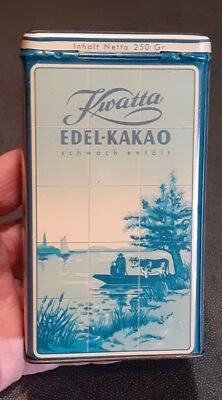 Inhalt Netto 250 Gr.
Kwatta
EDEL-KAKAO
schwach entölt